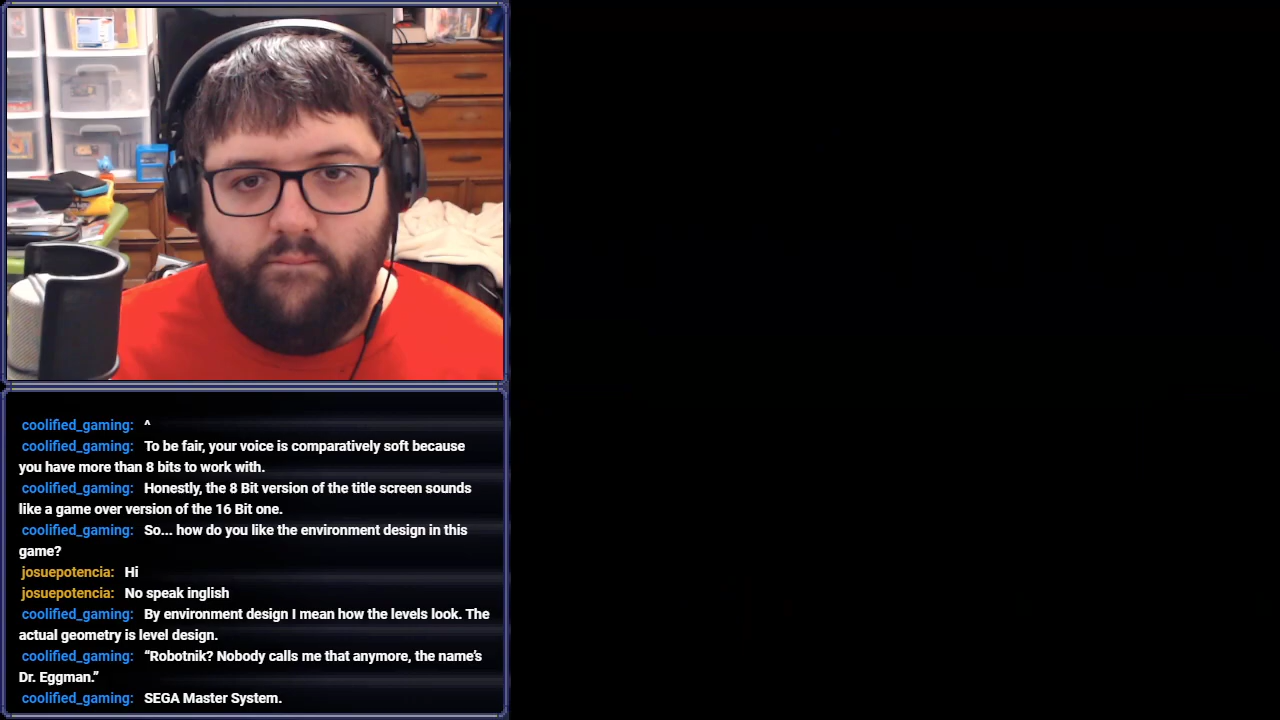 coolified_gaming: ^
coolified_gaming: To be fair, your voice is comparatively soft because
you have more than 8 bits to work with.
coolified_gaming: Honestly, the 8 Bit version of the title screen sounds
like a game over version of the 16 Bit one.
coolified_gaming: So... how do you like the environment design in this
game?
josuepotencia: Hi
josuepotencia: No speak inglish
coolified_gaming: By environment design I mean how the levels look. The
actual geometry is level design.
coolified_gaming: “Robotnik? Nobody calls me that anymore, the name’s
Dr. Eggman.”
coolified_gaming: SEGA Master System.